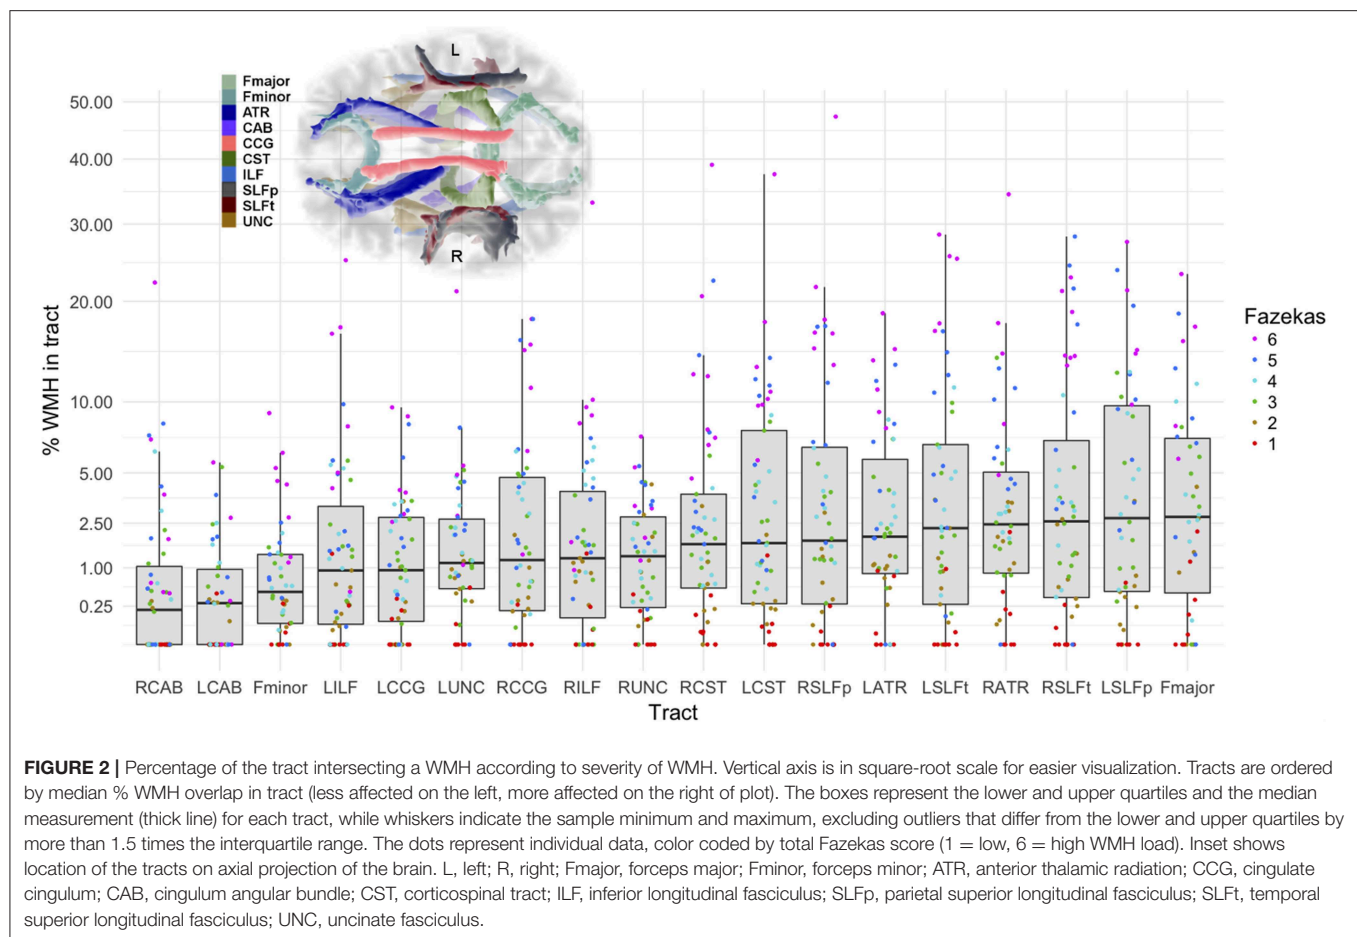 L
Fmajor
Fminor
ATR
CAB
CCG
CST
ILF
SLFp
SLFt
UNC
R
50.00
40.00
30.00
20.00
10.00
5.00
2.50
1.00
0.25
% WMH in tract
Fazekas
6
5
4
3
2
1
RCAB LCAB Fminor LILF LCCG LUNC RCCG RILF RUNC RCST LCST RSLFp LATR LSLFt RATR RSLFt LSLFp Fmajor
Tract
FIGURE 2 | Percentage of the tract intersecting a WMH according to severity of WMH. Vertical axis is in square-root scale for easier visualization. Tracts are ordered
by median % WMH overlap in tract (less affected on the left, more affected on the right of plot). The boxes represent the lower and upper quartiles and the median
measurement (thick line) for each tract, while whiskers indicate the sample minimum and maximum, excluding outliers that differ from the lower and upper quartiles by
more than 1.5 times the interquartile range. The dots represent individual data, color coded by total Fazekas score (1 = low, 6 = high WMH load). Inset shows
location of the tracts on axial projection of the brain. L, left; R, right; Fmajor, forceps major; Fminor, forceps minor; ATR, anterior thalamic radiation; CCG, cingulate
cingulum; CAB, cingulum angular bundle; CST, corticospinal tract; ILF, inferior longitudinal fasciculus; SLFp, parietal superior longitudinal fasciculus; SLFt, temporal
superior longitudinal fasciculus; UNC, uncinate fasciculus.